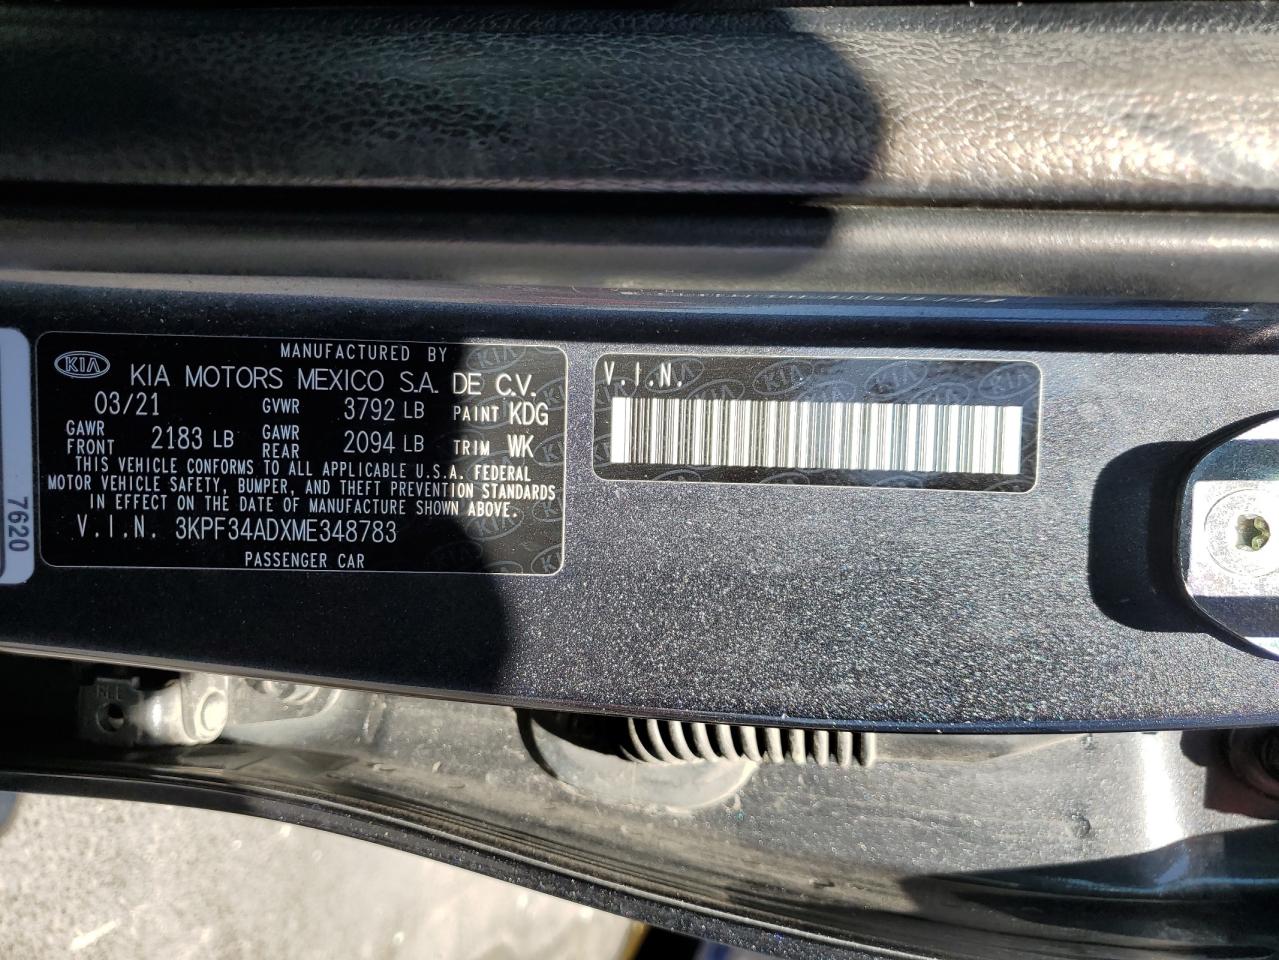 MANUFACTURED BY
KIA KIA MOTORS MEXICO S.A. DE C.V.
03/21 GVWR 3792 LB PAINT KDG
GAWR FRONT 2183 LB GAWR REAR 2094 LB TRIM WK
THIS VEHICLE CONFORMS TO ALL APPLICABLE U.S.A. FEDERAL
MOTOR VEHICLE SAFETY, BUMPER, AND THEFT PREVENTION STANDARDS
IN EFFECT ON THE DATE OF MANUFACTURE SHOWN ABOVE.
V.I.N. 3KPF34ADXME348783
PASSENGER CAR
V.I.N.
7620